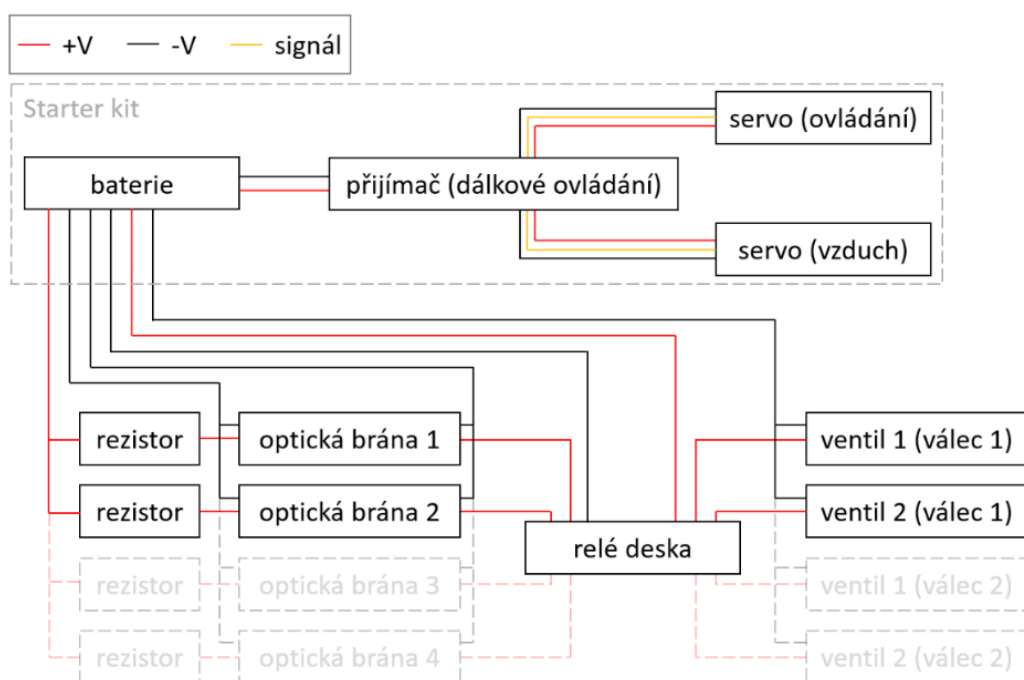 +V -V signál
Starter kit
servo (ovládání)
baterie
přijímač (dálkové ovládání)
servo (vzduch)
rezistor optická brána 1 ventil 1 (válec 1)
rezistor optická brána 2 ventil 2 (válec 1)
relé deska
rezistor optická brána 3 ventil 1 (válec 2)
rezistor optická brána 4 ventil 2 (válec 2)